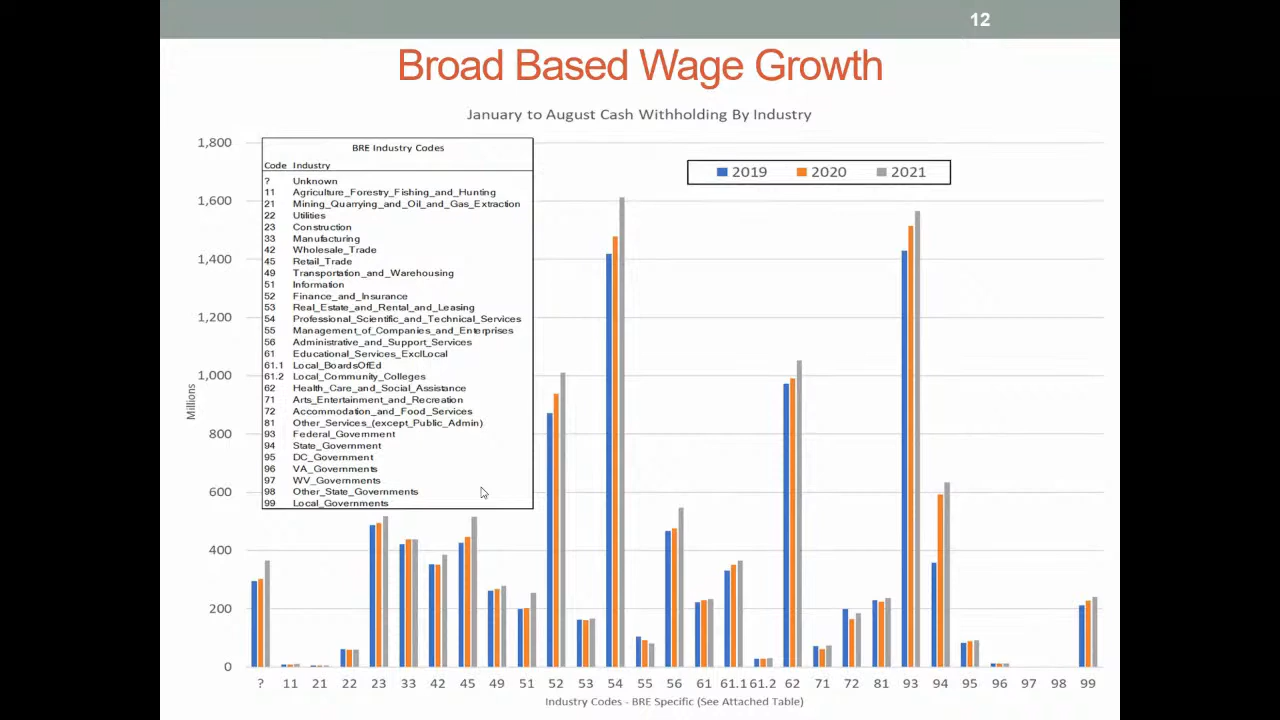 12
Broad Based Wage Growth
January to August Cash Withholding By Industry
1,800
1,600
1,400
1,200
1,000
800
600
400
200
0
Millions
BRE Industry Codes
Code Industry
? Unknown
11 Agriculture_Forestry_Fishing_and_Hunting
21 Mining_Quarrying_and_Oil_and_Gas_Extraction
22 Utilities
23 Construction
33 Manufacturing
42 Wholesale_Trade
45 Retail_Trade
49 Transportation_and_Warehousing
51 Information
52 Finance_and_Insurance
53 Real_Estate_and_Rental_and_Leasing
54 Professional_Scientific_and_Technical_Services
55 Management_of_Companies_and_Enterprises
56 Administrative_and_Support_Services
61 Educational_Services_ExclLocal
61.1 Local_BoardsOfEd
61.2 Local_Community_Colleges
62 Health_Care_and_Social_Assistance
71 Arts_Entertainment_and_Recreation
72 Accommodation_and_Food_Services
81 Other_Services_(except_Public_Admin)
93 Federal_Government
94 State_Government
95 DC_Government
96 VA_Governments
97 WV_Governments
98 Other_State_Governments
99 Local_Governments
2019 2020 2021
? 11 21 22 23 33 42 45 49 51 52 53 54 55 56 61 61.1 61.2 62 71 72 81 93 94 95 96 97 98 99
Industry Codes - BRE Specific (See Attached Table)